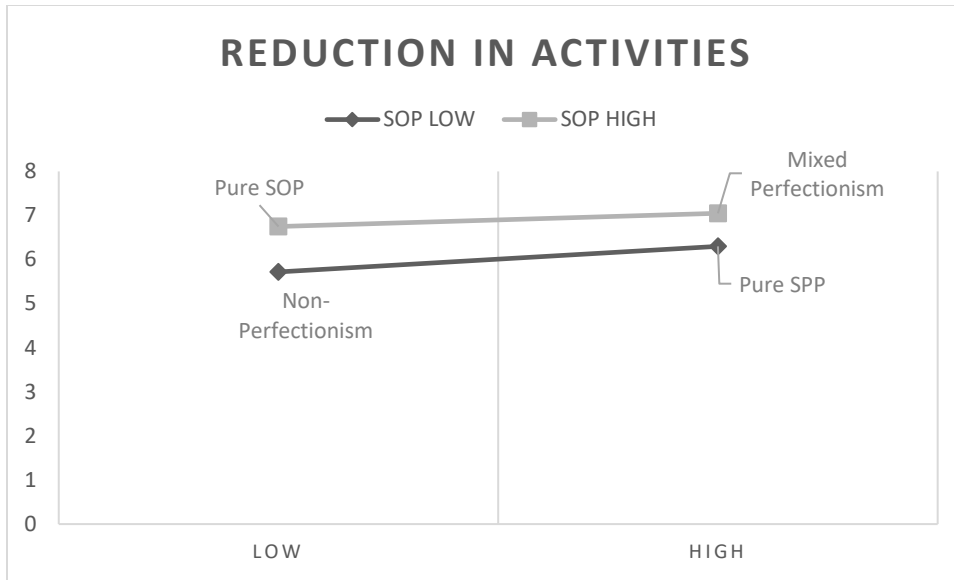 REDUCTION IN ACTIVITIES
SOP LOW SOP HIGH
8
7
6
5
4
3
2
1
0
Pure SOP
Mixed
Perfectionism
Non-
Perfectionism
Pure SPP
LOW HIGH